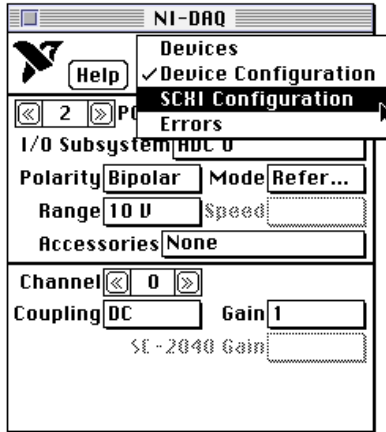 NI-DAQ
Help
Devices
✓Device Configuration
SCXI Configuration
Errors
« 2 »
I/O Subsystem ADC 0
Polarity Bipolar Mode Refer...
Range 10 V Speed
Accessories None
Channel « 0 »
Coupling DC Gain 1
SC-2040 Gain